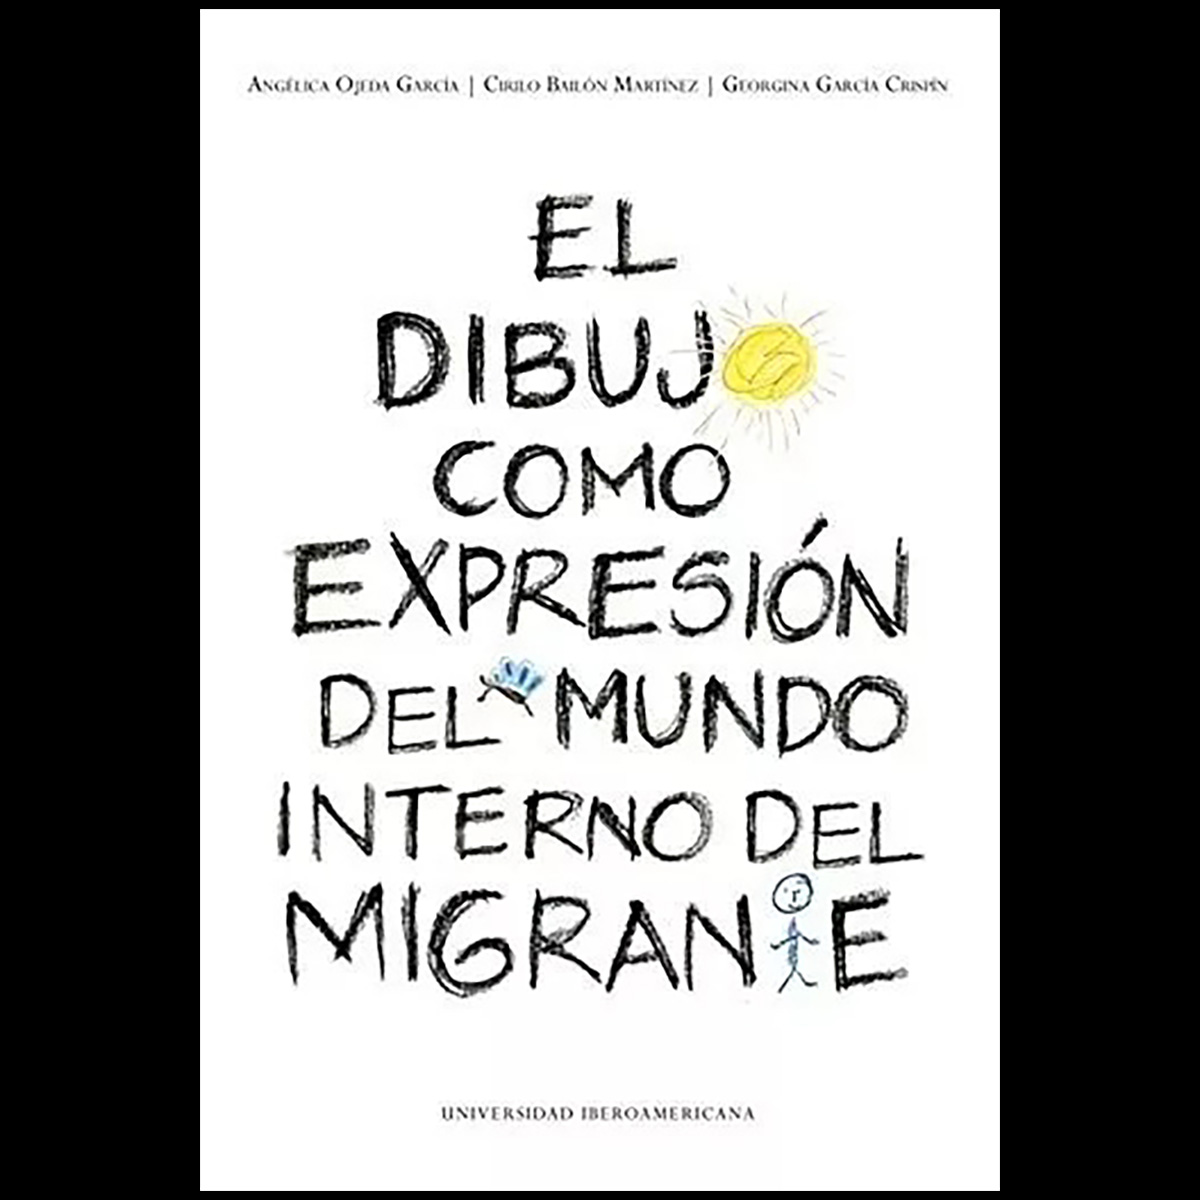 ANGÉLICA OJEDA GARCÍA | CIRILO BAILÓN MARTÍNEZ | GEORGINA GARCÍA CRISPÍN
EL
DIBUJO
COMO
EXPRESIÓN
DEL MUNDO
INTERNO DEL
MIGRANTE
UNIVERSIDAD IBEROAMERICANA